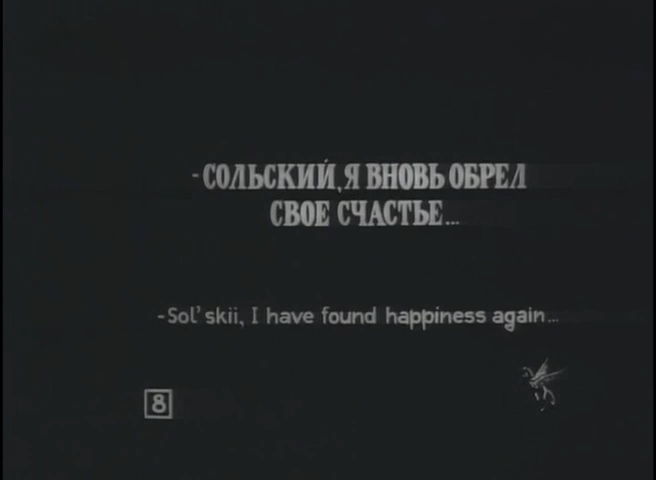 -СОЛЬСКИЙ, Я ВНОВЬ ОБРЕЛ
СВОЕ СЧАСТЬЕ...
-Sol'skii, I have found happiness again...
8